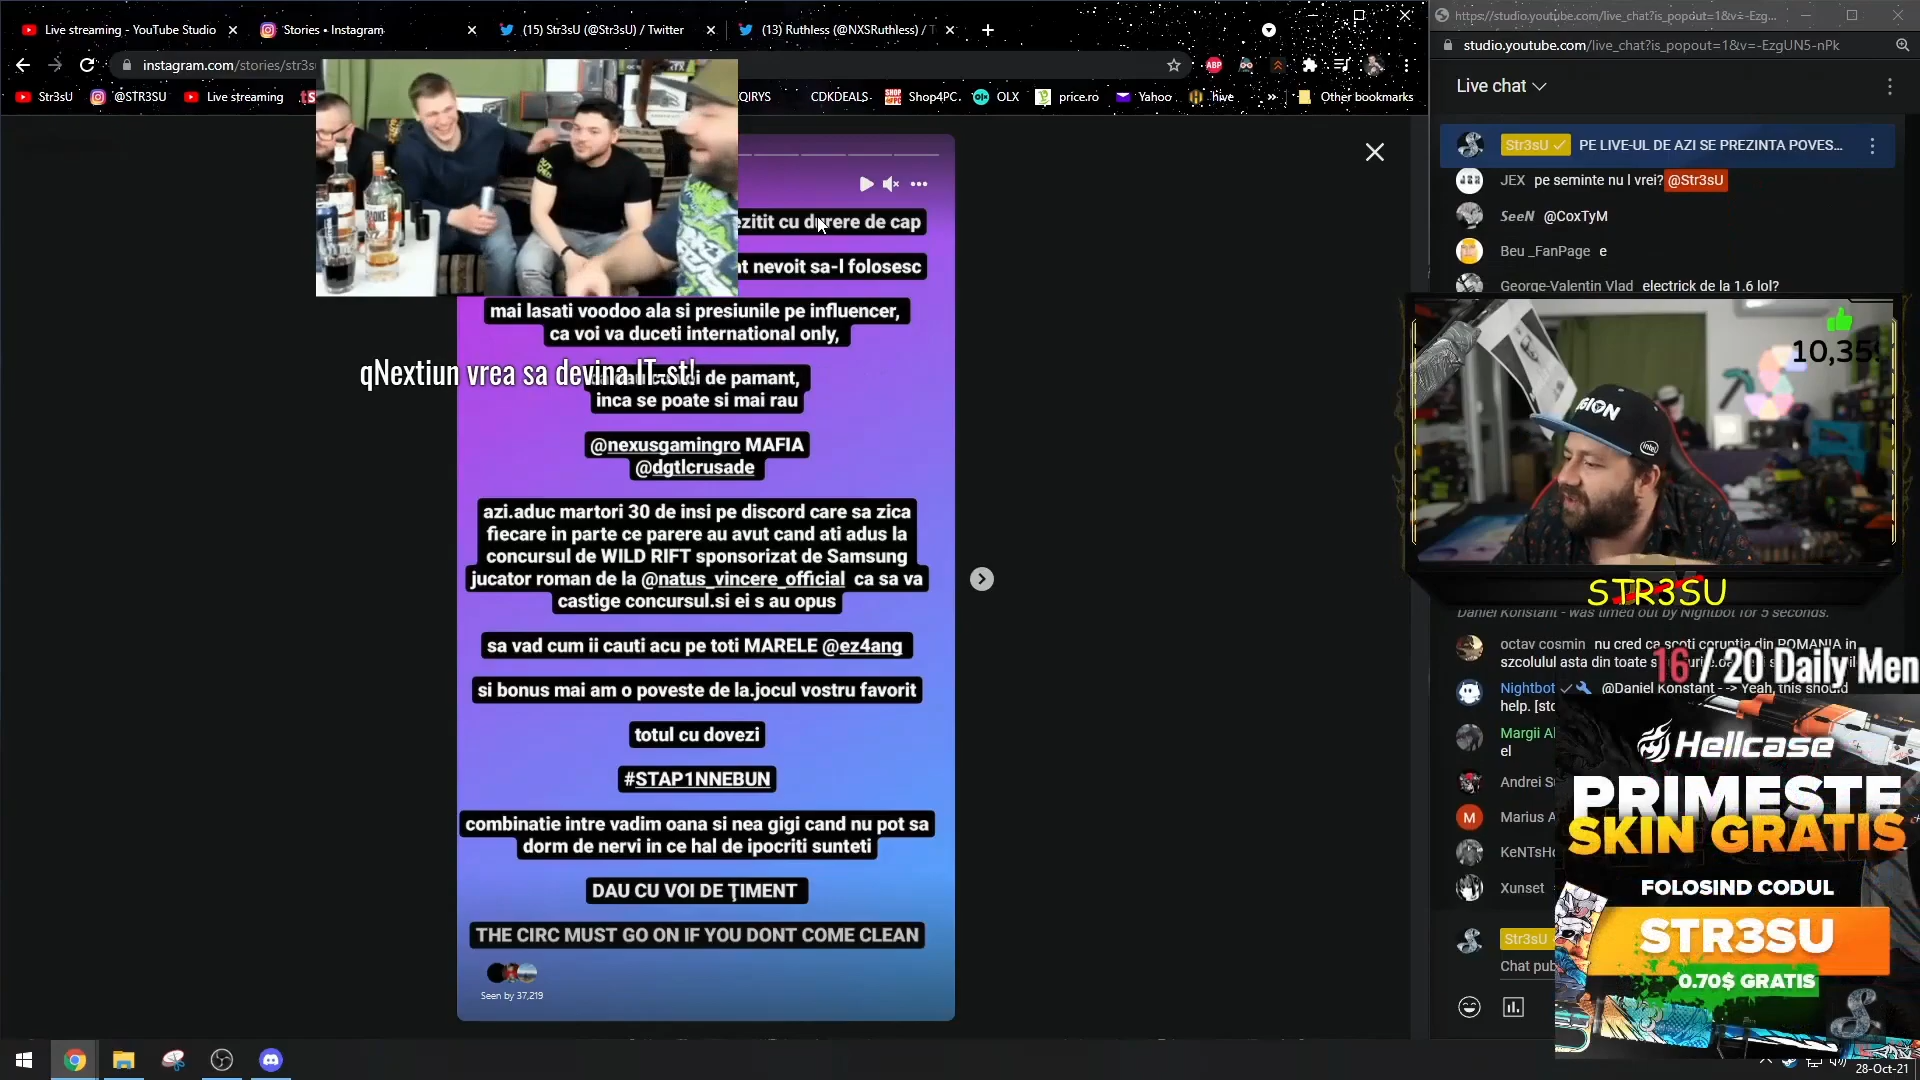 Live streaming - YouTube Studio
Stories • Instagram
(15) Str3sU (@Str3sU) / Twitter
(13) Ruthless (@NXSRuthless) / T
https://studio.youtube.com/live_chat?is_popout=1&v=-Ezg...
instagram.com/stories/str3s
studio.youtube.com/live_chat?is_popout=1&v=-EzgUN5-nPk
ABP
Str3sU
@STR3SU
Live streaming
QIRYS
CDKDEALS
Shop4PC
OLX
price.ro
Yahoo
hive
Other bookmarks
Live chat
Str3sU
PE LIVE-UL DE AZI SE PREZINTA POVES...
JEX pe seminte nu l vrei? @Str3sU
SeeN @CoxTyM
Beu _FanPage e
George-Valentin Vlad electrick de la 1.6 lol?
ezitit cu durere de cap
nt nevoit sa-l folosesc
mai lasati voodoo ala si presiunile pe influencer,
ca voi va duceti international only,
qNextiun vrea sa devina IT-st!
voi de pamant,
inca se poate si mai rau
@nexusgamingro MAFIA
@dgtlcrusade
azi.aduc martori 30 de insi pe discord care sa zica
fiecare in parte ce parere au avut cand ati adus la
concursul de WILD RIFT sponsorizat de Samsung
jucator roman de la @natus_vincere_official ca sa va
castige concursul.si ei s au opus
sa vad cum ii cauti acu pe toti MARELE @ez4ang
si bonus mai am o poveste de la.jocul vostru favorit
totul cu dovezi
#STAP1NNEBUN
combinatie intre vadim oana si nea gigi cand nu pot sa
dorm de nervi in ce hal de ipocriti sunteti
DAU CU VOI DE ŢIMENT
THE CIRC MUST GO ON IF YOU DONT COME CLEAN
Seen by 37,219
10,35
intel
STR3SU
Daniel Konstant - was timed out by Nightbot for 5 seconds.
octav cosmin nu cred ca scoti coruptia din ROMANIA in
szcolulul asta din toate
16 / 20 Daily Mem
Nightbot @Daniel Konstant - -> Yeah, this should
help. [sto
Margii Al
el
Andrei S
M
Marius A
KeNTsHo
Xunset
Str3sU
Chat pub
Hellcase
PRIMESTE
SKIN GRATIS
FOLOSIND CODUL
STR3SU
0.70$ GRATIS
28-Oct-21